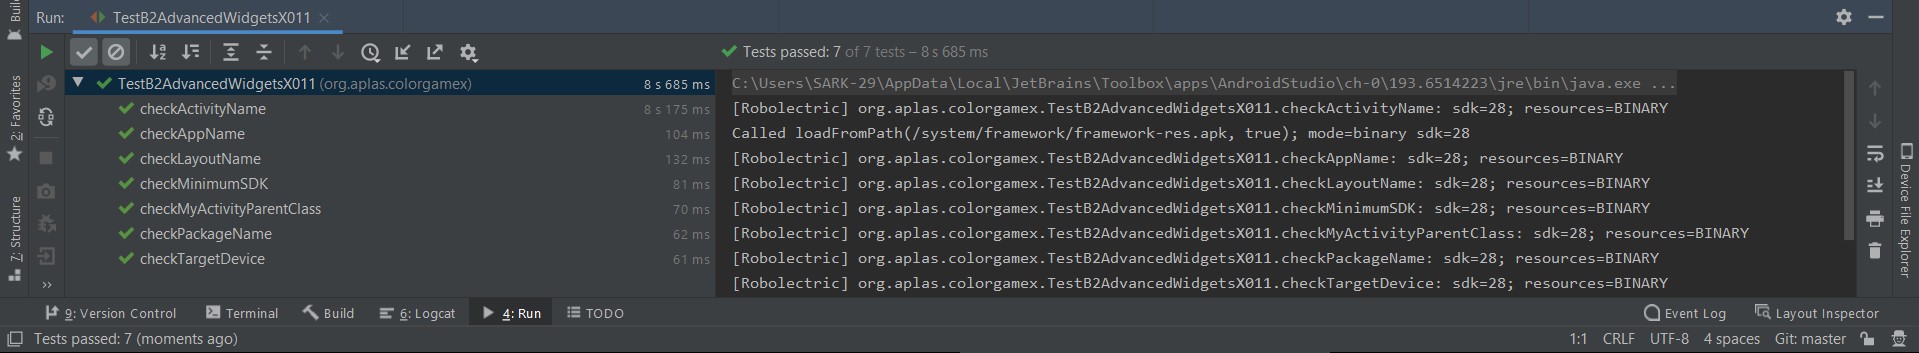 Run: TestB2AdvancedWidgetsX011
Tests passed: 7 of 7 tests – 8 s 685 ms
TestB2AdvancedWidgetsX011 (org.aplas.colorgamex) 8 s 685 ms
checkActivityName 8 s 175 ms
checkAppName 104 ms
checkLayoutName 132 ms
checkMinimumSDK 81 ms
checkMyActivityParentClass 70 ms
checkPackageName 62 ms
checkTargetDevice 61 ms
C:\Users\SARK-29\AppData\Local\JetBrains\Toolbox\apps\AndroidStudio\ch-0\193.6514223\jre\bin\java.exe ...
[Robolectric] org.aplas.colorgamex.TestB2AdvancedWidgetsX011.checkActivityName: sdk=28; resources=BINARY
Called loadFromPath(/system/framework/framework-res.apk, true); mode=binary sdk=28
[Robolectric] org.aplas.colorgamex.TestB2AdvancedWidgetsX011.checkAppName: sdk=28; resources=BINARY
[Robolectric] org.aplas.colorgamex.TestB2AdvancedWidgetsX011.checkLayoutName: sdk=28; resources=BINARY
[Robolectric] org.aplas.colorgamex.TestB2AdvancedWidgetsX011.checkMinimumSDK: sdk=28; resources=BINARY
[Robolectric] org.aplas.colorgamex.TestB2AdvancedWidgetsX011.checkMyActivityParentClass: sdk=28; resources=BINARY
[Robolectric] org.aplas.colorgamex.TestB2AdvancedWidgetsX011.checkPackageName: sdk=28; resources=BINARY
[Robolectric] org.aplas.colorgamex.TestB2AdvancedWidgetsX011.checkTargetDevice: sdk=28; resources=BINARY
2: Favorites
7: Structure
Device File Explorer
9: Version Control Terminal Build 6: Logcat 4: Run TODO Event Log Layout Inspector
Tests passed: 7 (moments ago) 1:1 CRLF UTF-8 4 spaces Git: master